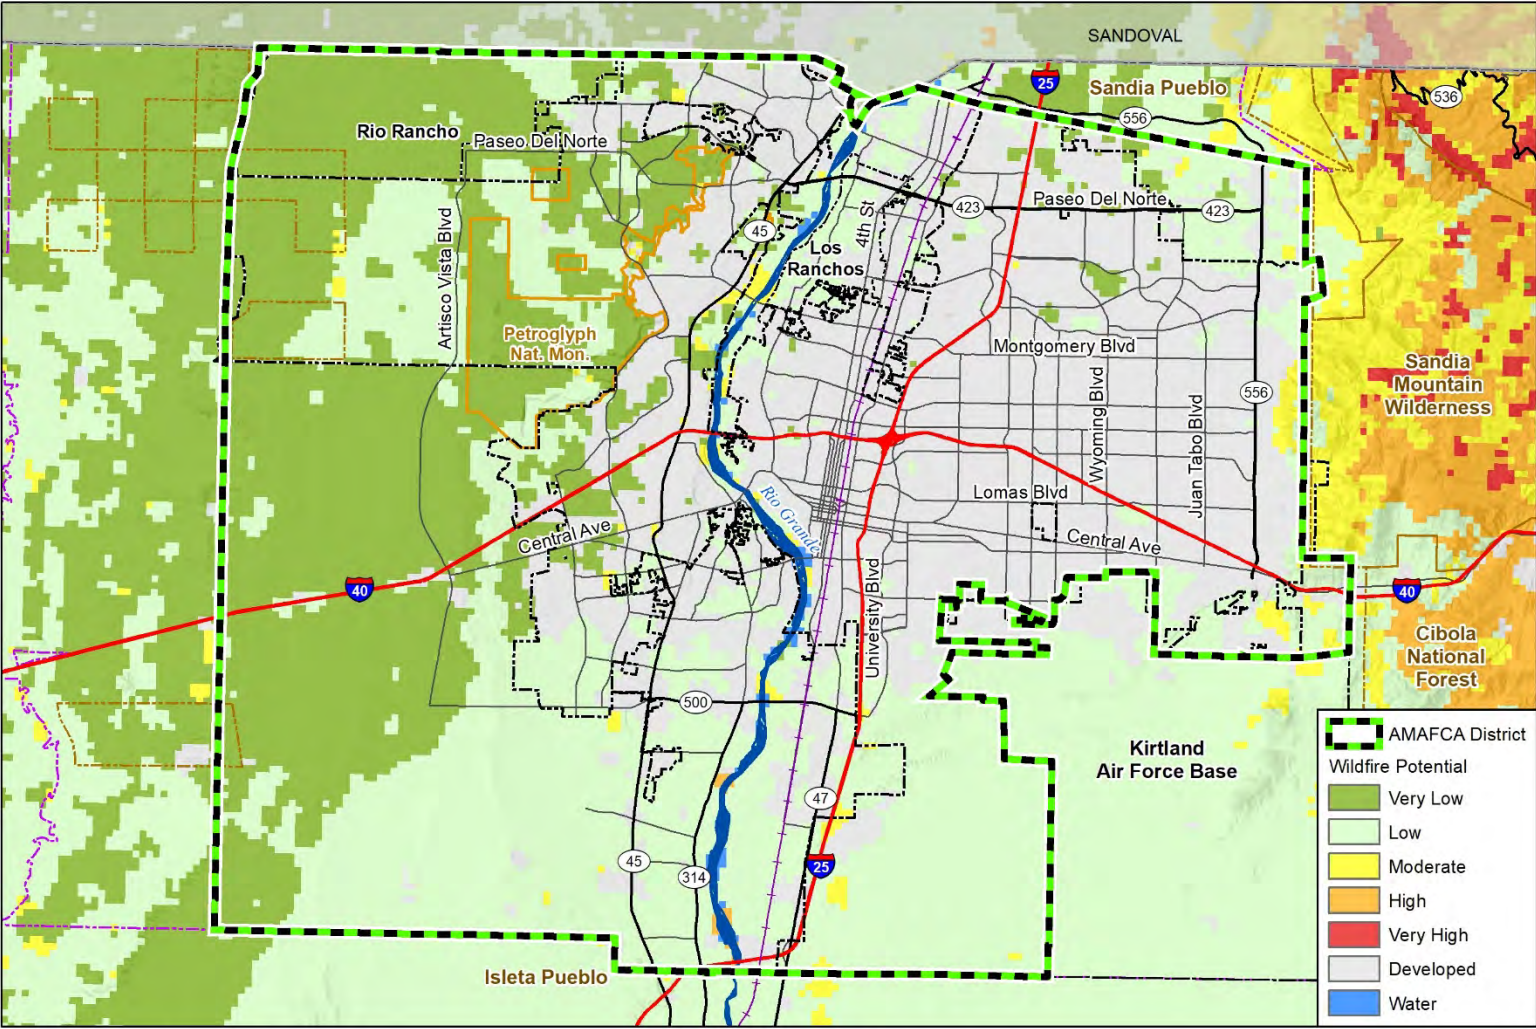 SANDOVAL
25
Sandia Pueblo
536
556
Rio Rancho
Paseo Del Norte
Paseo Del Norte
423
423
45
4th St
Los
Ranchos
Artisco Vista Blvd
Petroglyph
Nat. Mon.
Montgomery Blvd
Sandia
Mountain
Wilderness
556
Wyoming Blvd
Juan Tabo Blvd
Lomas Blvd
Rio Grande
Central Ave
Central Ave
40
40
University Blvd
Cibola
National
Forest
500
Kirtland
Air Force Base
47
45
314
25
Isleta Pueblo
AMAFCA District
Wildfire Potential
Very Low
Low
Moderate
High
Very High
Developed
Water